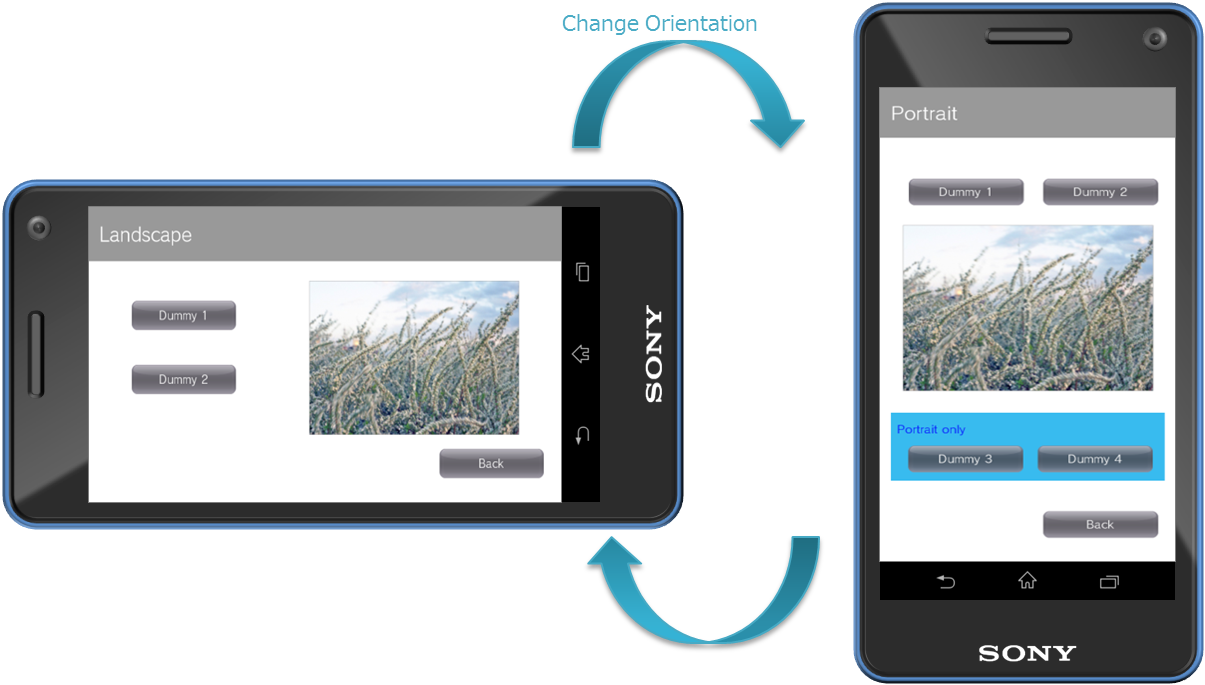 Change Orientation
Landscape
Dummy 1
Dummy 2
Back
SONY
Portrait
Dummy 1 Dummy 2
Portrait only
Dummy 3 Dummy 4
Back
SONY